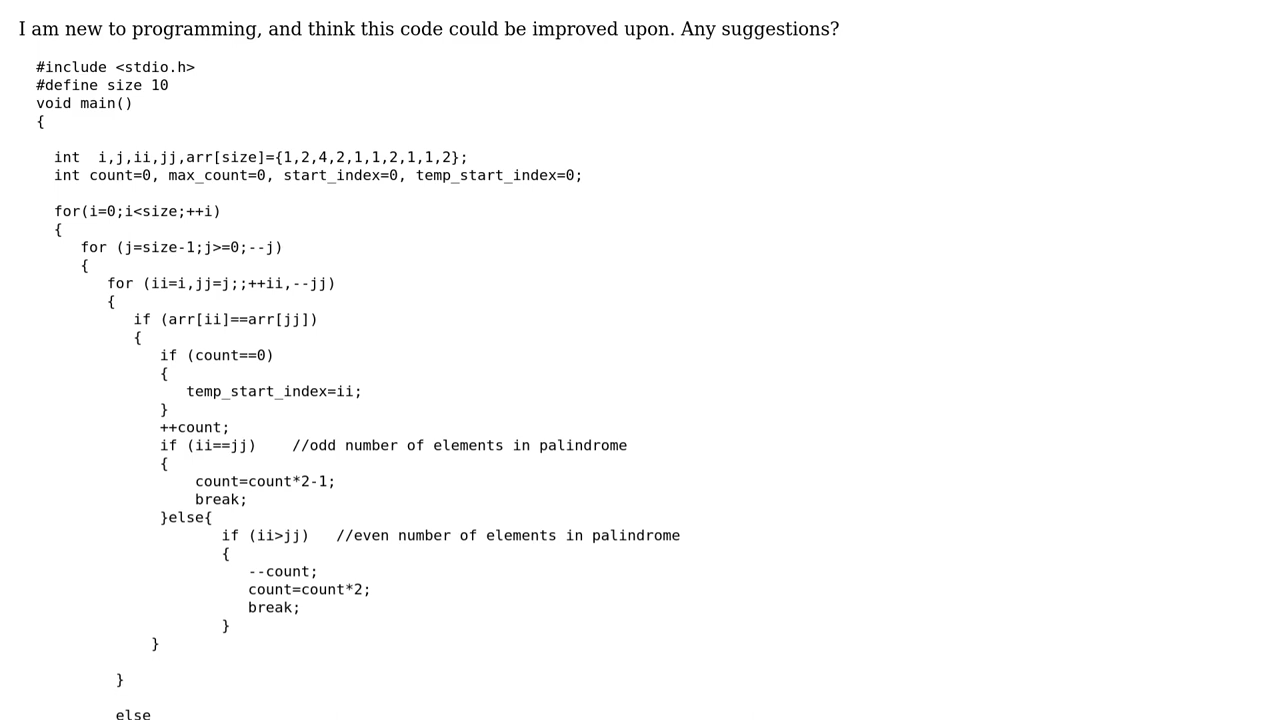 I am new to programming, and think this code could be improved upon. Any suggestions?
#include <stdio.h>
#define size 10
void main()
{
int  i,j,ii,jj,arr[size]={1,2,4,2,1,1,2,1,1,2};
int count=0, max_count=0, start_index=0, temp_start_index=0;
for(i=0;i<size;++i)
{
for (j=size-1;j>=0;--j)
{
for (ii=i,jj=j;;++ii,--jj)
{
if (arr[ii]==arr[jj])
{
if (count==0)
{
temp_start_index=ii;
}
++count;
if (ii==jj)    //odd number of elements in palindrome
{
count=count*2-1;
break;
}else{
if (ii>jj)   //even number of elements in palindrome
{
--count;
count=count*2;
break;
}
}
}
else